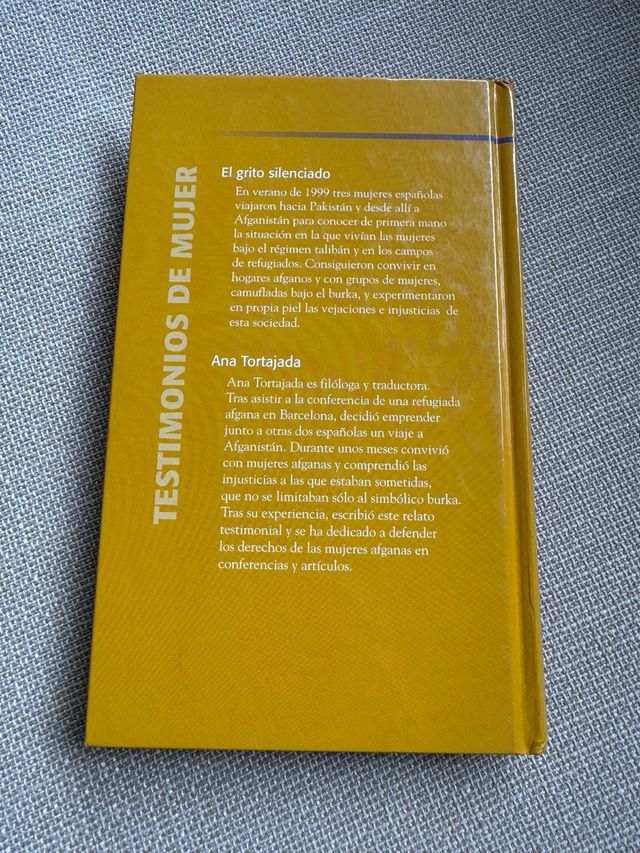 TESTIMONIOS DE MUJER
El grito silenciado
En verano de 1999 tres mujeres españolas
viajaron hacia Pakistán y desde allí a
Afganistán para conocer de primera mano
la situación en la que vivían las mujeres
bajo el régimen talibán y en los campos
de refugiados. Consiguieron convivir en
hogares afganos y con grupos de mujeres,
camufladas bajo el burka, y experimentaron
en propia piel las vejaciones e injusticias de
esta sociedad.
Ana Tortajada
Ana Tortajada es filóloga y traductora.
Tras asistir a la conferencia de una refugiada
afgana en Barcelona, decidió emprender
junto a otras dos españolas un viaje a
Afganistán. Durante unos meses convivió
con mujeres afganas y comprendió las
injusticias a las que estaban sometidas,
que no se limitaban sólo al simbólico burka.
Tras su experiencia, escribió este relato
testimonial y se ha dedicado a defender
los derechos de las mujeres afganas en
conferencias y artículos.